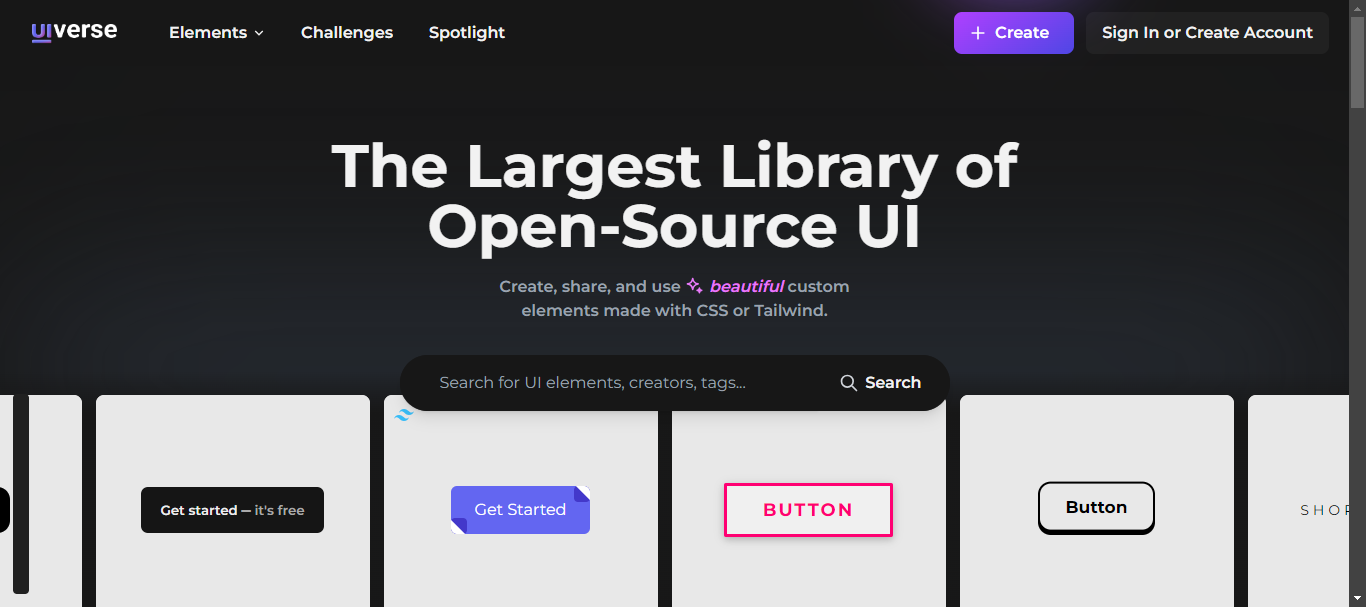 uiverse
Elements
Challenges
Spotlight
Create
Sign In or Create Account
The Largest Library of
Open-Source UI
Create, share, and use beautiful custom
elements made with CSS or Tailwind.
Search for UI elements, creators, tags...
Search
Get started — it's free
Get Started
BUTTON
Button